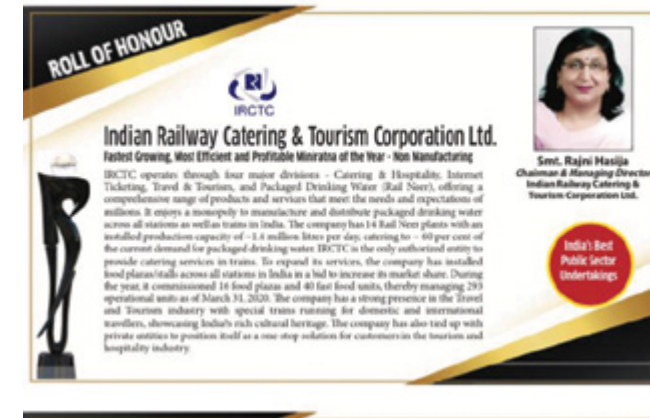 ROLL OF HONOUR
IRCTC
Indian Railway Catering & Tourism Corporation Ltd.
Fastest Growing, Most Efficient and Profitable Miniratna of the Year - Non Manufacturing
IRCTC operates through four major divisions - Catering & Hospitality, Internet
Ticketing, Travel & Tourism, and Packaged Drinking Water (Rail Neer), offering a
comprehensive range of products and services that meet the needs and expectations of
millions. It enjoys a monopoly to manufacture and distribute packaged drinking water
across all stations as well as trains in India. The company has 14 Rail Neer plants with an
installed production capacity of ~1.8 million litres per day, catering to ~ 60 per cent of
the current demand for packaged drinking water. IRCTC is the only authorized entity to
provide catering services in trains. To expand its services, the company has installed
food plazas/stalls across all stations in India in a bid to increase its market share. During
the year, it commissioned 16 food plazas and 40 fast food units, thereby managing 293
operational units as of March 31, 2020. The company has a strong presence in the Travel
and Tourism industry with special trains running for domestic and international
travellers, showcasing India's rich cultural heritage. The company has also tied up with
private entities to position itself as a one stop solution for customers in the tourism and
hospitality industry.
Smt. Rajni Hasija
Chairman & Managing Director
Indian Railway Catering &
Tourism Corporation Ltd.
India's Best
Public Sector
Undertakings